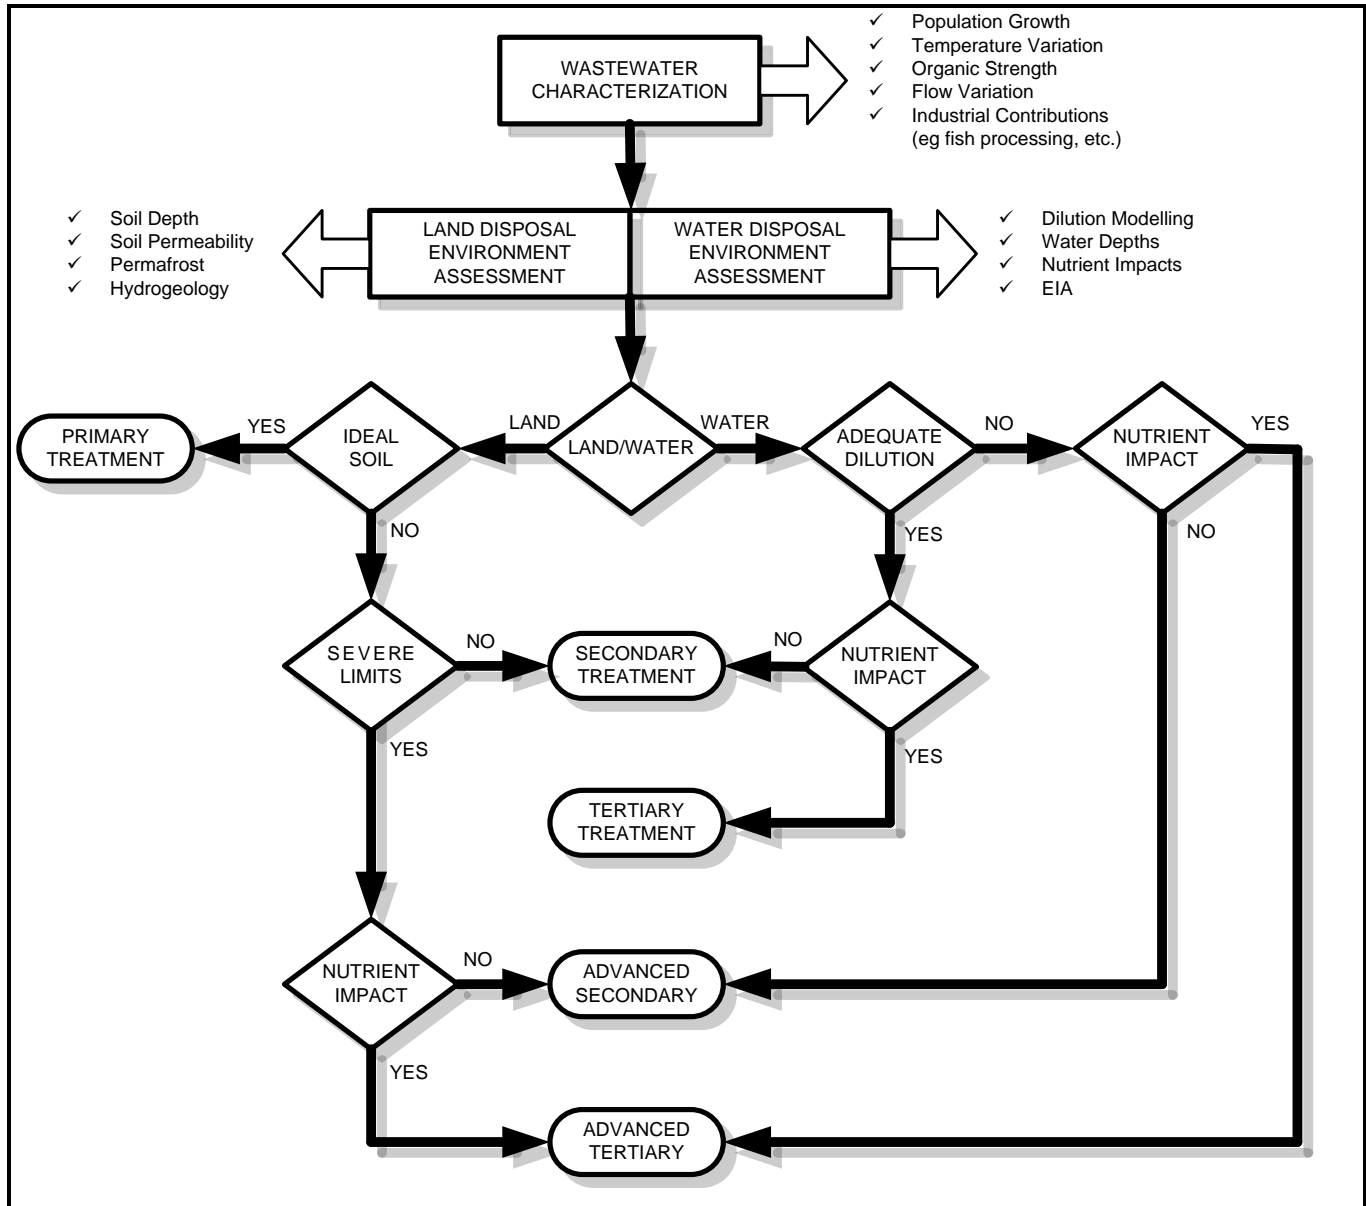 WASTEWATER
CHARACTERIZATION
✓ Population Growth
✓ Temperature Variation
✓ Organic Strength
✓ Flow Variation
✓ Industrial Contributions
(eg fish processing, etc.)
✓ Soil Depth
✓ Soil Permeability
✓ Permafrost
✓ Hydrogeology
LAND DISPOSAL
ENVIRONMENT
ASSESSMENT
WATER DISPOSAL
ENVIRONMENT
ASSESSMENT
✓ Dilution Modelling
✓ Water Depths
✓ Nutrient Impacts
✓ EIA
PRIMARY
TREATMENT
YES
IDEAL
SOIL
LAND
LAND/WATER
WATER
ADEQUATE
DILUTION
NO
NUTRIENT
IMPACT
YES
NO
YES
NO
SEVERE
LIMITS
NO
SECONDARY
TREATMENT
NO
NUTRIENT
IMPACT
YES
YES
TERTIARY
TREATMENT
NUTRIENT
IMPACT
NO
ADVANCED
SECONDARY
YES
ADVANCED
TERTIARY